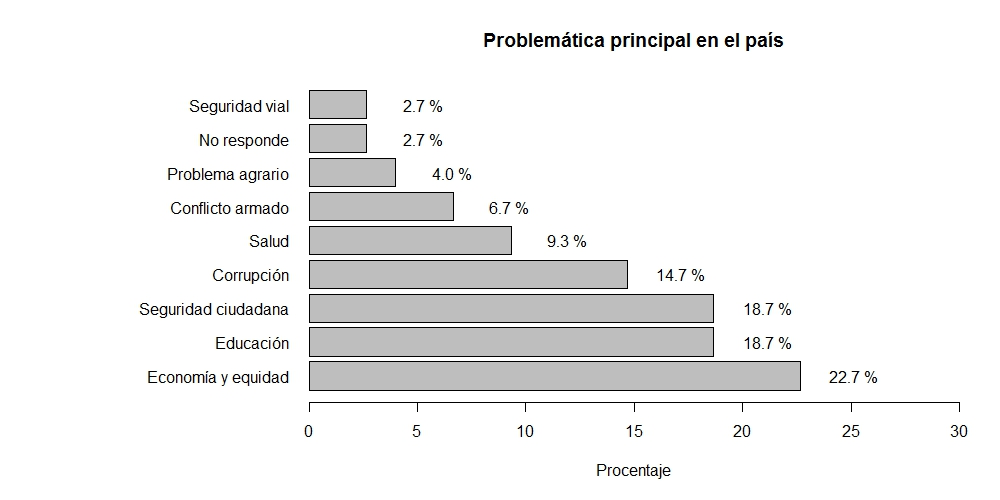 Problemática principal en el país
Seguridad vial 2.7 %
No responde 2.7 %
Problema agrario 4.0 %
Conflicto armado 6.7 %
Salud 9.3 %
Corrupción 14.7 %
Seguridad ciudadana 18.7 %
Educación 18.7 %
Economía y equidad 22.7 %
0 5 10 15 20 25 30
Procentaje